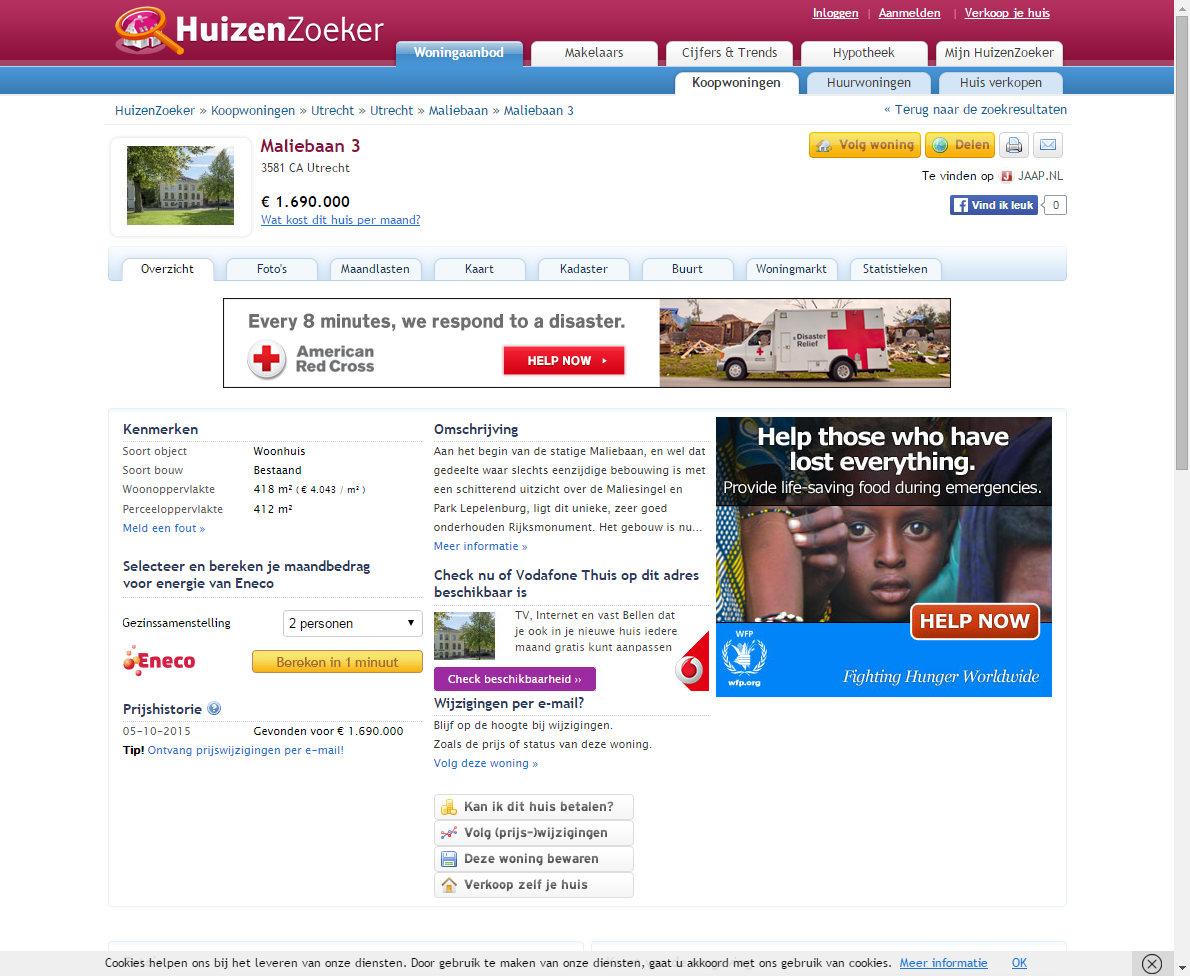 Inloggen | Aanmelden | Verkoop je huis
HuizenZoeker
Woningaanbod Makelaars Cijfers & Trends Hypotheek Mijn HuizenZoeker
Koopwoningen Huurwoningen Huis verkopen
HuizenZoeker » Koopwoningen » Utrecht » Utrecht » Maliebaan » Maliebaan 3
« Terug naar de zoekresultaten
Maliebaan 3
3581 CA Utrecht
€ 1.690.000
Wat kost dit huis per maand?
Volg woning Delen
Te vinden op JAAP.NL
Vind ik leuk 0
Overzicht Foto's Maandlasten Kaart Kadaster Buurt Woningmarkt Statistieken
Every 8 minutes, we respond to a disaster.
American
Red Cross
HELP NOW
Disaster
Relief
Kenmerken
Soort object Woonhuis
Soort bouw Bestaand
Woonoppervlakte 418 m² ( € 4.043 / m² )
Perceeloppervlakte 412 m²
Meld een fout »
Selecteer en bereken je maandbedrag
voor energie van Eneco
Gezinssamenstelling 2 personen
Eneco Bereken in 1 minuut
Prijshistorie ?
05-10-2015 Gevonden voor € 1.690.000
Tip! Ontvang prijswijzigingen per e-mail!
Omschrijving
Aan het begin van de statige Maliebaan, en wel dat
gedeelte waar slechts eenzijdige bebouwing is met
een schitterend uitzicht over de Maliesingel en
Park Lepelenburg, ligt dit unieke, zeer goed
onderhouden Rijksmonument. Het gebouw is nu...
Meer informatie »
Check nu of Vodafone Thuis op dit adres
beschikbaar is
TV, Internet en vast Bellen dat
je ook in je nieuwe huis iedere
maand gratis kunt aanpassen
Check beschikbaarheid ››
Wijzigingen per e-mail?
Blijf op de hoogte bij wijzigingen.
Zoals de prijs of status van deze woning.
Volg deze woning »
Kan ik dit huis betalen?
Volg (prijs-)wijzigingen
Deze woning bewaren
Verkoop zelf je huis
Help those who have
lost everything.
Provide life-saving food during emergencies.
HELP NOW
WFP
wfp.org
Fighting Hunger Worldwide
Cookies helpen ons bij het leveren van onze diensten. Door gebruik te maken van onze diensten, gaat u akkoord met ons gebruik van cookies. Meer informatie OK